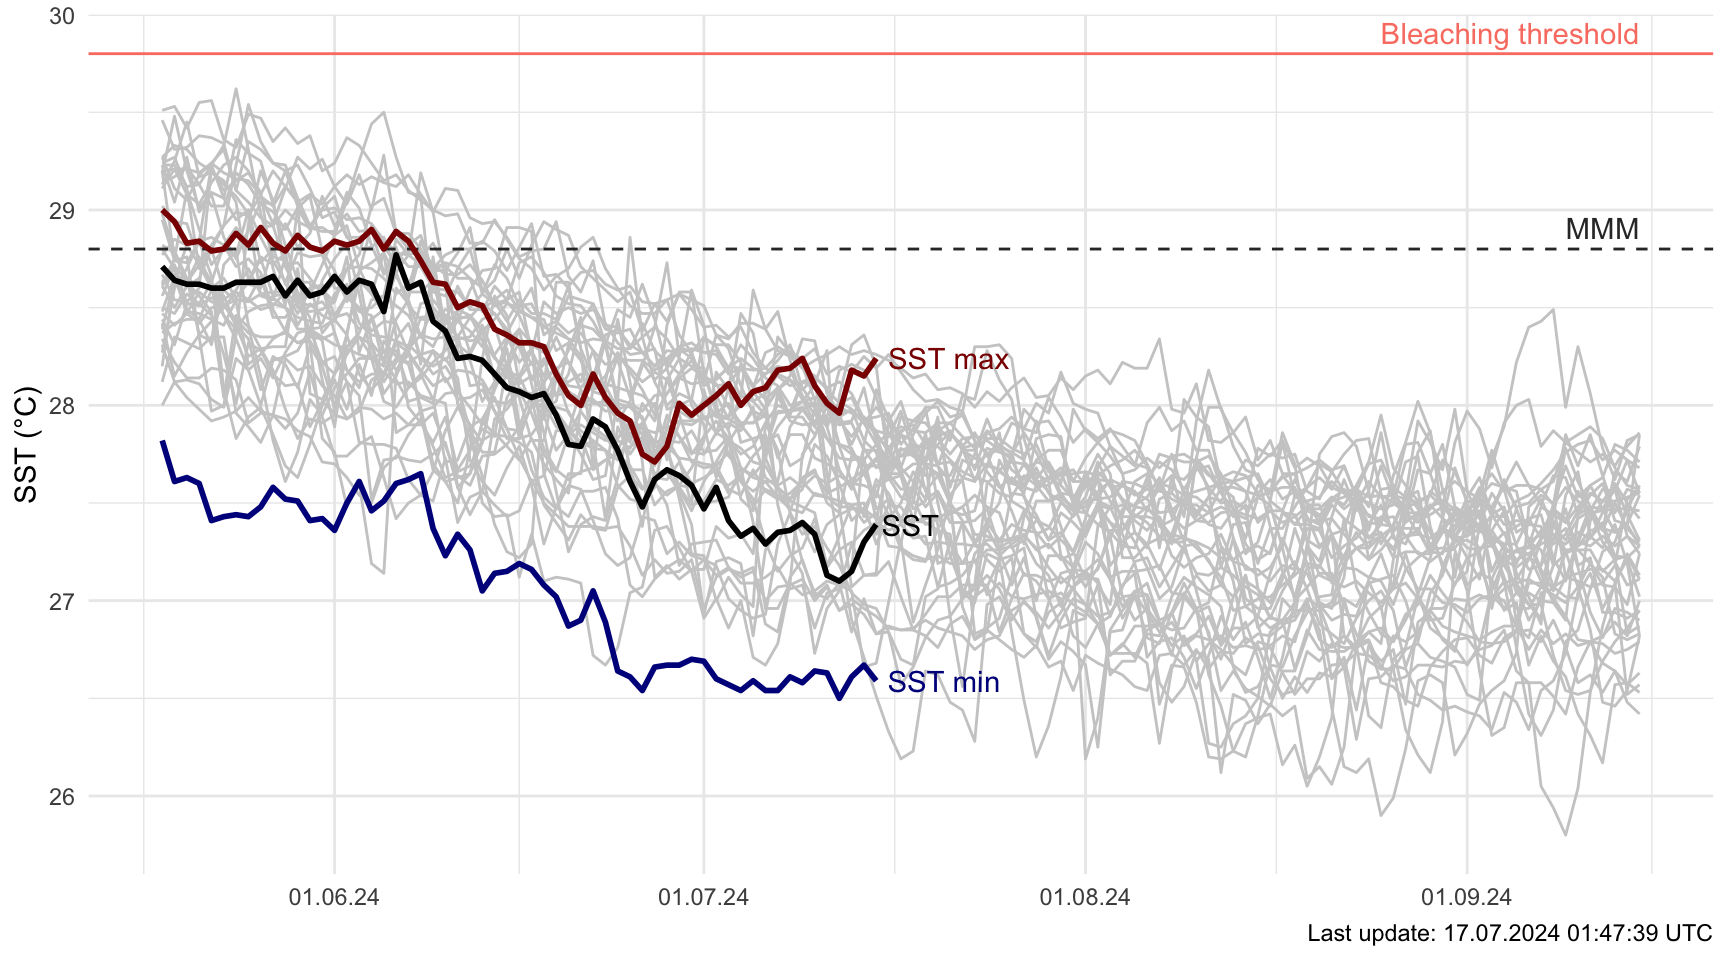 30
Bleaching threshold
29
MMM
SST max
28
SST (°C)
SST
27
SST min
26
01.06.24 01.07.24 01.08.24 01.09.24
Last update: 17.07.2024 01:47:39 UTC